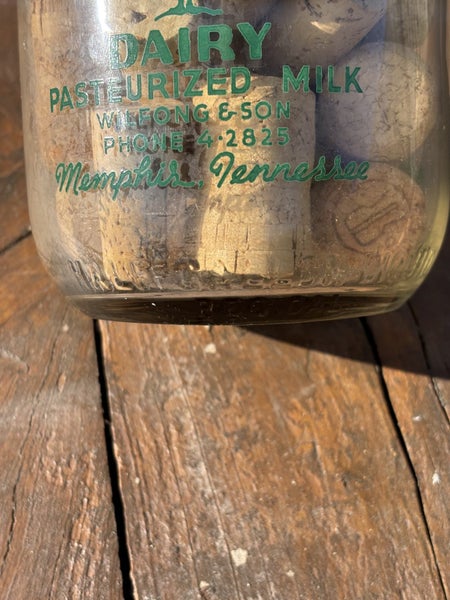 DAIRY
PASTEURIZED MILK
WILFONG & SON
PHONE 4-2825
Memphis, Tennessee